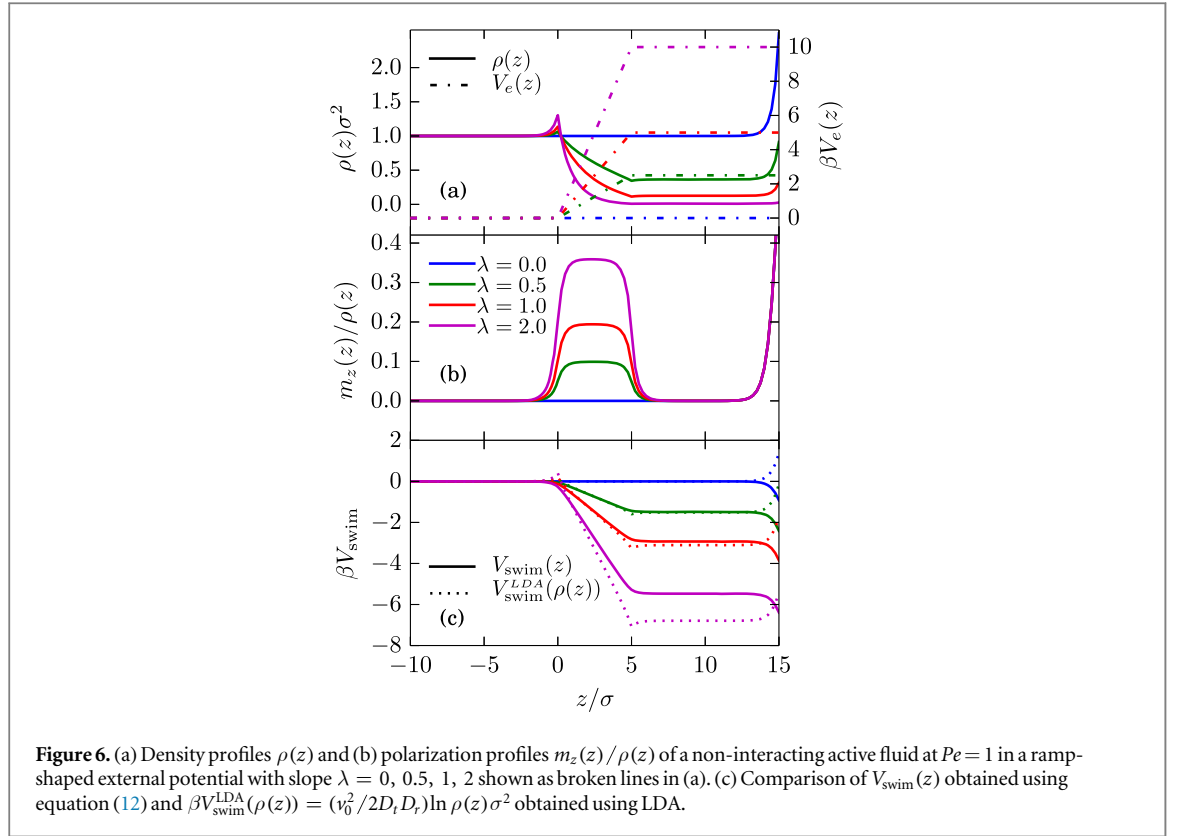 2.0
1.5
1.0
0.5
0.0
ρ(z)σ²
ρ(z)
V_e(z)
(a)
10
8
6
4
2
0
βV_e(z)
0.4
0.3
0.2
0.1
0.0
m_z(z)/ρ(z)
λ = 0.0
λ = 0.5
λ = 1.0
λ = 2.0
(b)
2
0
−2
−4
−6
−8
βV_swim
V_swim(z)
V_swim^LDA(ρ(z))
(c)
−10 −5 0 5 10 15
z/σ
Figure 6. (a) Density profiles ρ(z) and (b) polarization profiles m_z(z)/ρ(z) of a non-interacting active fluid at Pe = 1 in a ramp-
shaped external potential with slope λ = 0, 0.5, 1, 2 shown as broken lines in (a). (c) Comparison of V_swim(z) obtained using
equation (12) and βV_swim^LDA(ρ(z)) = (v_0^2/2D_tD_r)ln ρ(z)σ² obtained using LDA.